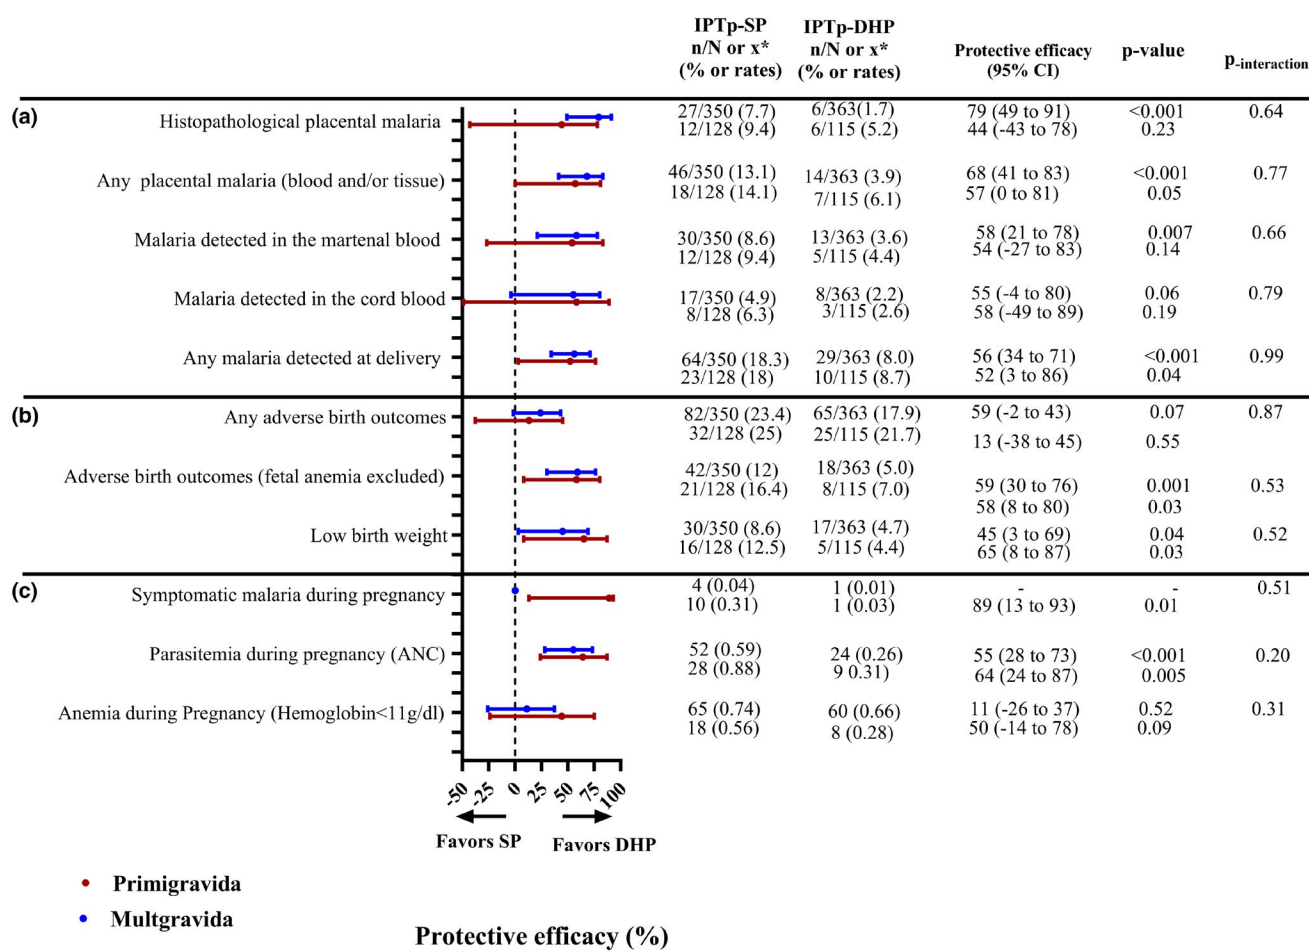 IPTp-SP IPTp-DHP
n/N or x* n/N or x* Protective efficacy p-value p-interaction
(% or rates) (% or rates) (95% CI)
(a) Histopathological placental malaria 27/350 (7.7) 6/363(1.7) 79 (49 to 91) <0.001 0.64
12/128 (9.4) 6/115 (5.2) 44 (-43 to 78) 0.23
Any placental malaria (blood and/or tissue) 46/350 (13.1) 14/363 (3.9) 68 (41 to 83) <0.001 0.77
18/128 (14.1) 7/115 (6.1) 57 (0 to 81) 0.05
Malaria detected in the martenal blood 30/350 (8.6) 13/363 (3.6) 58 (21 to 78) 0.007 0.66
12/128 (9.4) 5/115 (4.4) 54 (-27 to 83) 0.14
Malaria detected in the cord blood 17/350 (4.9) 8/363 (2.2) 55 (-4 to 80) 0.06 0.79
8/128 (6.3) 3/115 (2.6) 58 (-49 to 89) 0.19
Any malaria detected at delivery 64/350 (18.3) 29/363 (8.0) 56 (34 to 71) <0.001 0.99
23/128 (18) 10/115 (8.7) 52 (3 to 86) 0.04
(b) Any adverse birth outcomes 82/350 (23.4) 65/363 (17.9) 59 (-2 to 43) 0.07 0.87
32/128 (25) 25/115 (21.7) 13 (-38 to 45) 0.55
Adverse birth outcomes (fetal anemia excluded) 42/350 (12) 18/363 (5.0) 59 (30 to 76) 0.001 0.53
21/128 (16.4) 8/115 (7.0) 58 (8 to 80) 0.03
Low birth weight 30/350 (8.6) 17/363 (4.7) 45 (3 to 69) 0.04 0.52
16/128 (12.5) 5/115 (4.4) 65 (8 to 87) 0.03
(c) Symptomatic malaria during pregnancy 4 (0.04) 1 (0.01) - - 0.51
10 (0.31) 1 (0.03) 89 (13 to 93) 0.01
Parasitemia during pregnancy (ANC) 52 (0.59) 24 (0.26) 55 (28 to 73) <0.001 0.20
28 (0.88) 9 0.31) 64 (24 to 87) 0.005
Anemia during Pregnancy (Hemoglobin<11g/dl) 65 (0.74) 60 (0.66) 11 (-26 to 37) 0.52 0.31
18 (0.56) 8 (0.28) 50 (-14 to 78) 0.09
-50 -25 0 25 50 75 100
Favors SP Favors DHP
Primigravida
Multgravida
Protective efficacy (%)